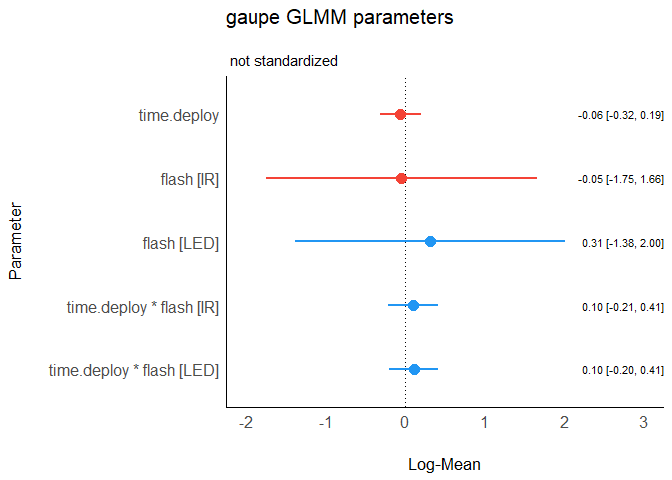 gaupe GLMM parameters
not standardized
time.deploy
-0.06 [-0.32, 0.19]
flash [IR]
-0.05 [-1.75, 1.66]
flash [LED]
0.31 [-1.38, 2.00]
time.deploy * flash [IR]
0.10 [-0.21, 0.41]
time.deploy * flash [LED]
0.10 [-0.20, 0.41]
Parameter
-2 -1 0 1 2 3
Log-Mean